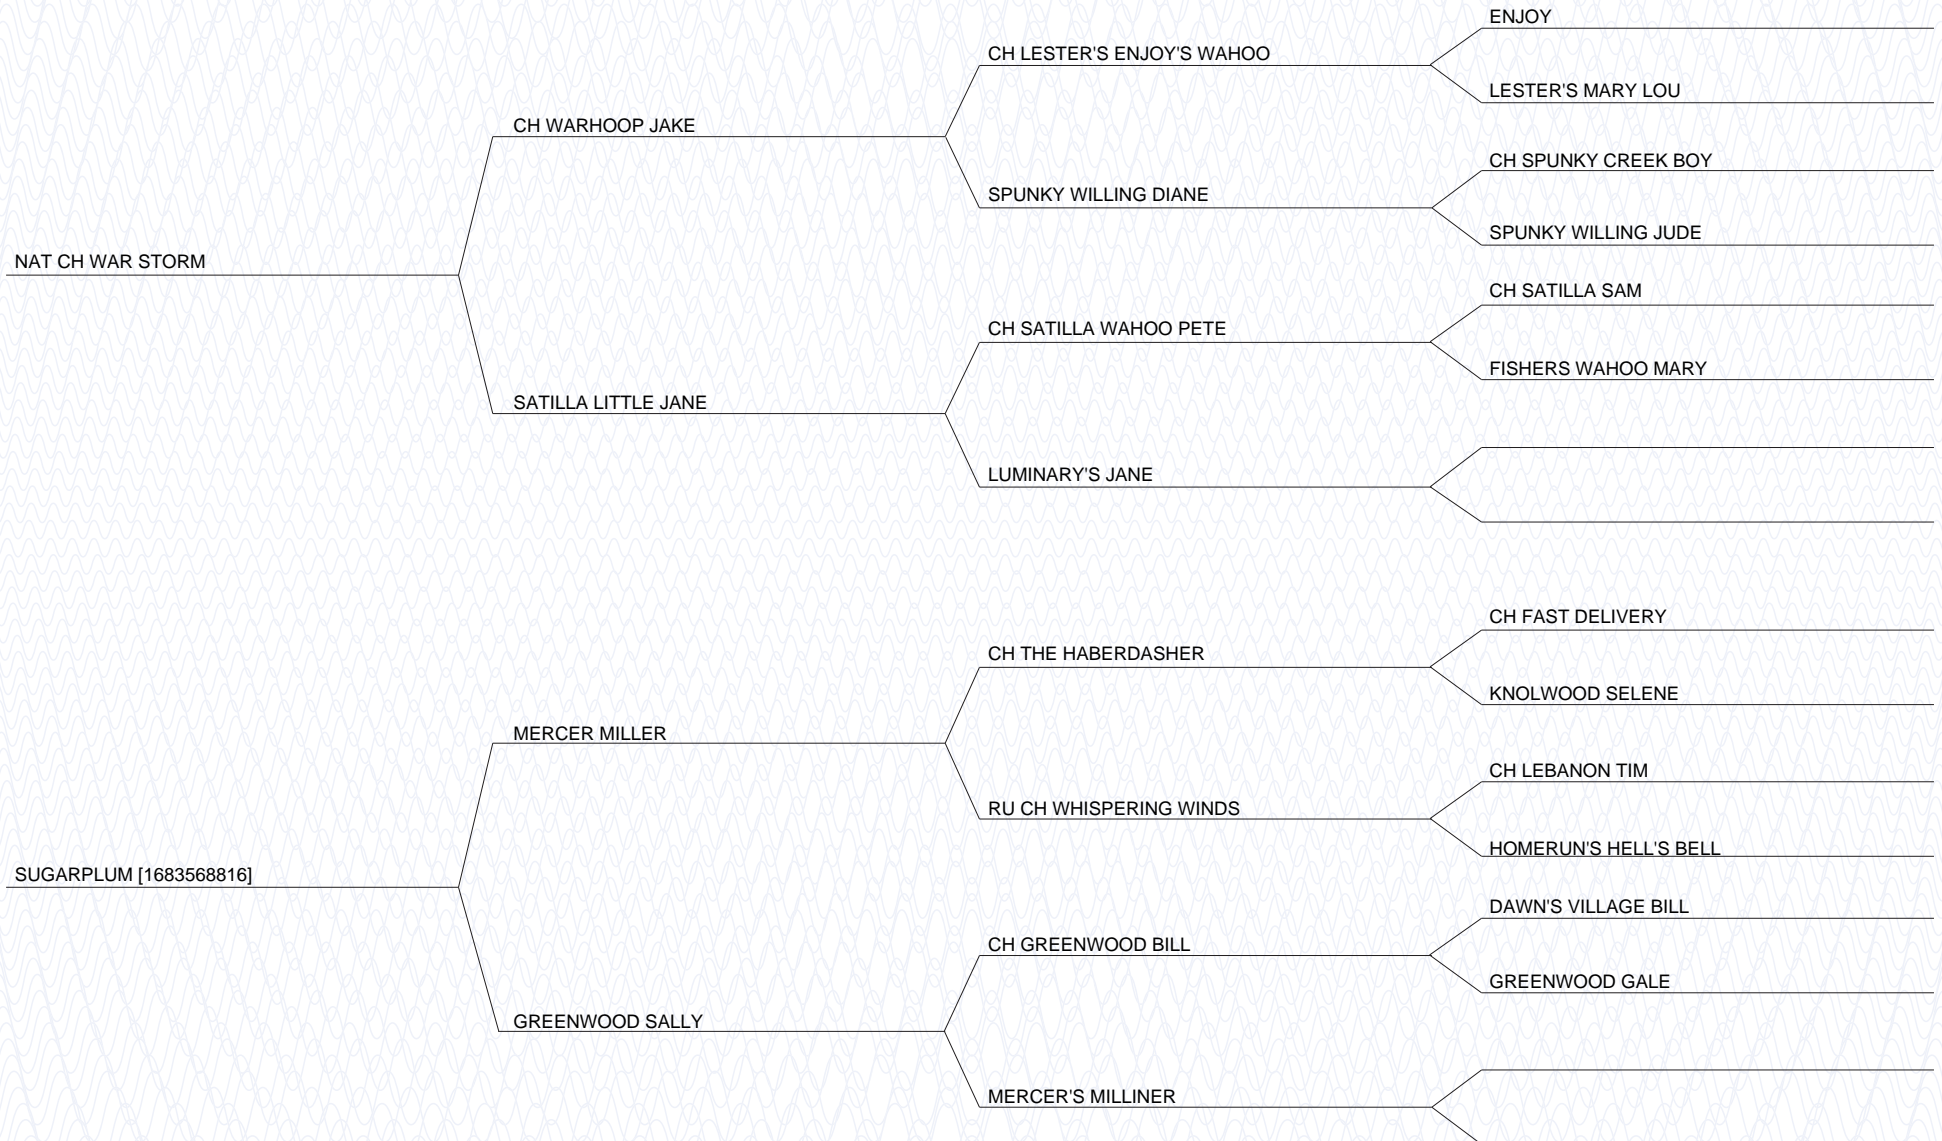 ENJOY
CH LESTER'S ENJOY'S WAHOO
LESTER'S MARY LOU
CH WARHOOP JAKE
CH SPUNKY CREEK BOY
SPUNKY WILLING DIANE
SPUNKY WILLING JUDE
NAT CH WAR STORM
CH SATILLA SAM
CH SATILLA WAHOO PETE
FISHERS WAHOO MARY
SATILLA LITTLE JANE
LUMINARY'S JANE
CH FAST DELIVERY
CH THE HABERDASHER
KNOLWOOD SELENE
MERCER MILLER
CH LEBANON TIM
RU CH WHISPERING WINDS
HOMERUN'S HELL'S BELL
SUGARPLUM [1683568816]
DAWN'S VILLAGE BILL
CH GREENWOOD BILL
GREENWOOD GALE
GREENWOOD SALLY
MERCER'S MILLINER